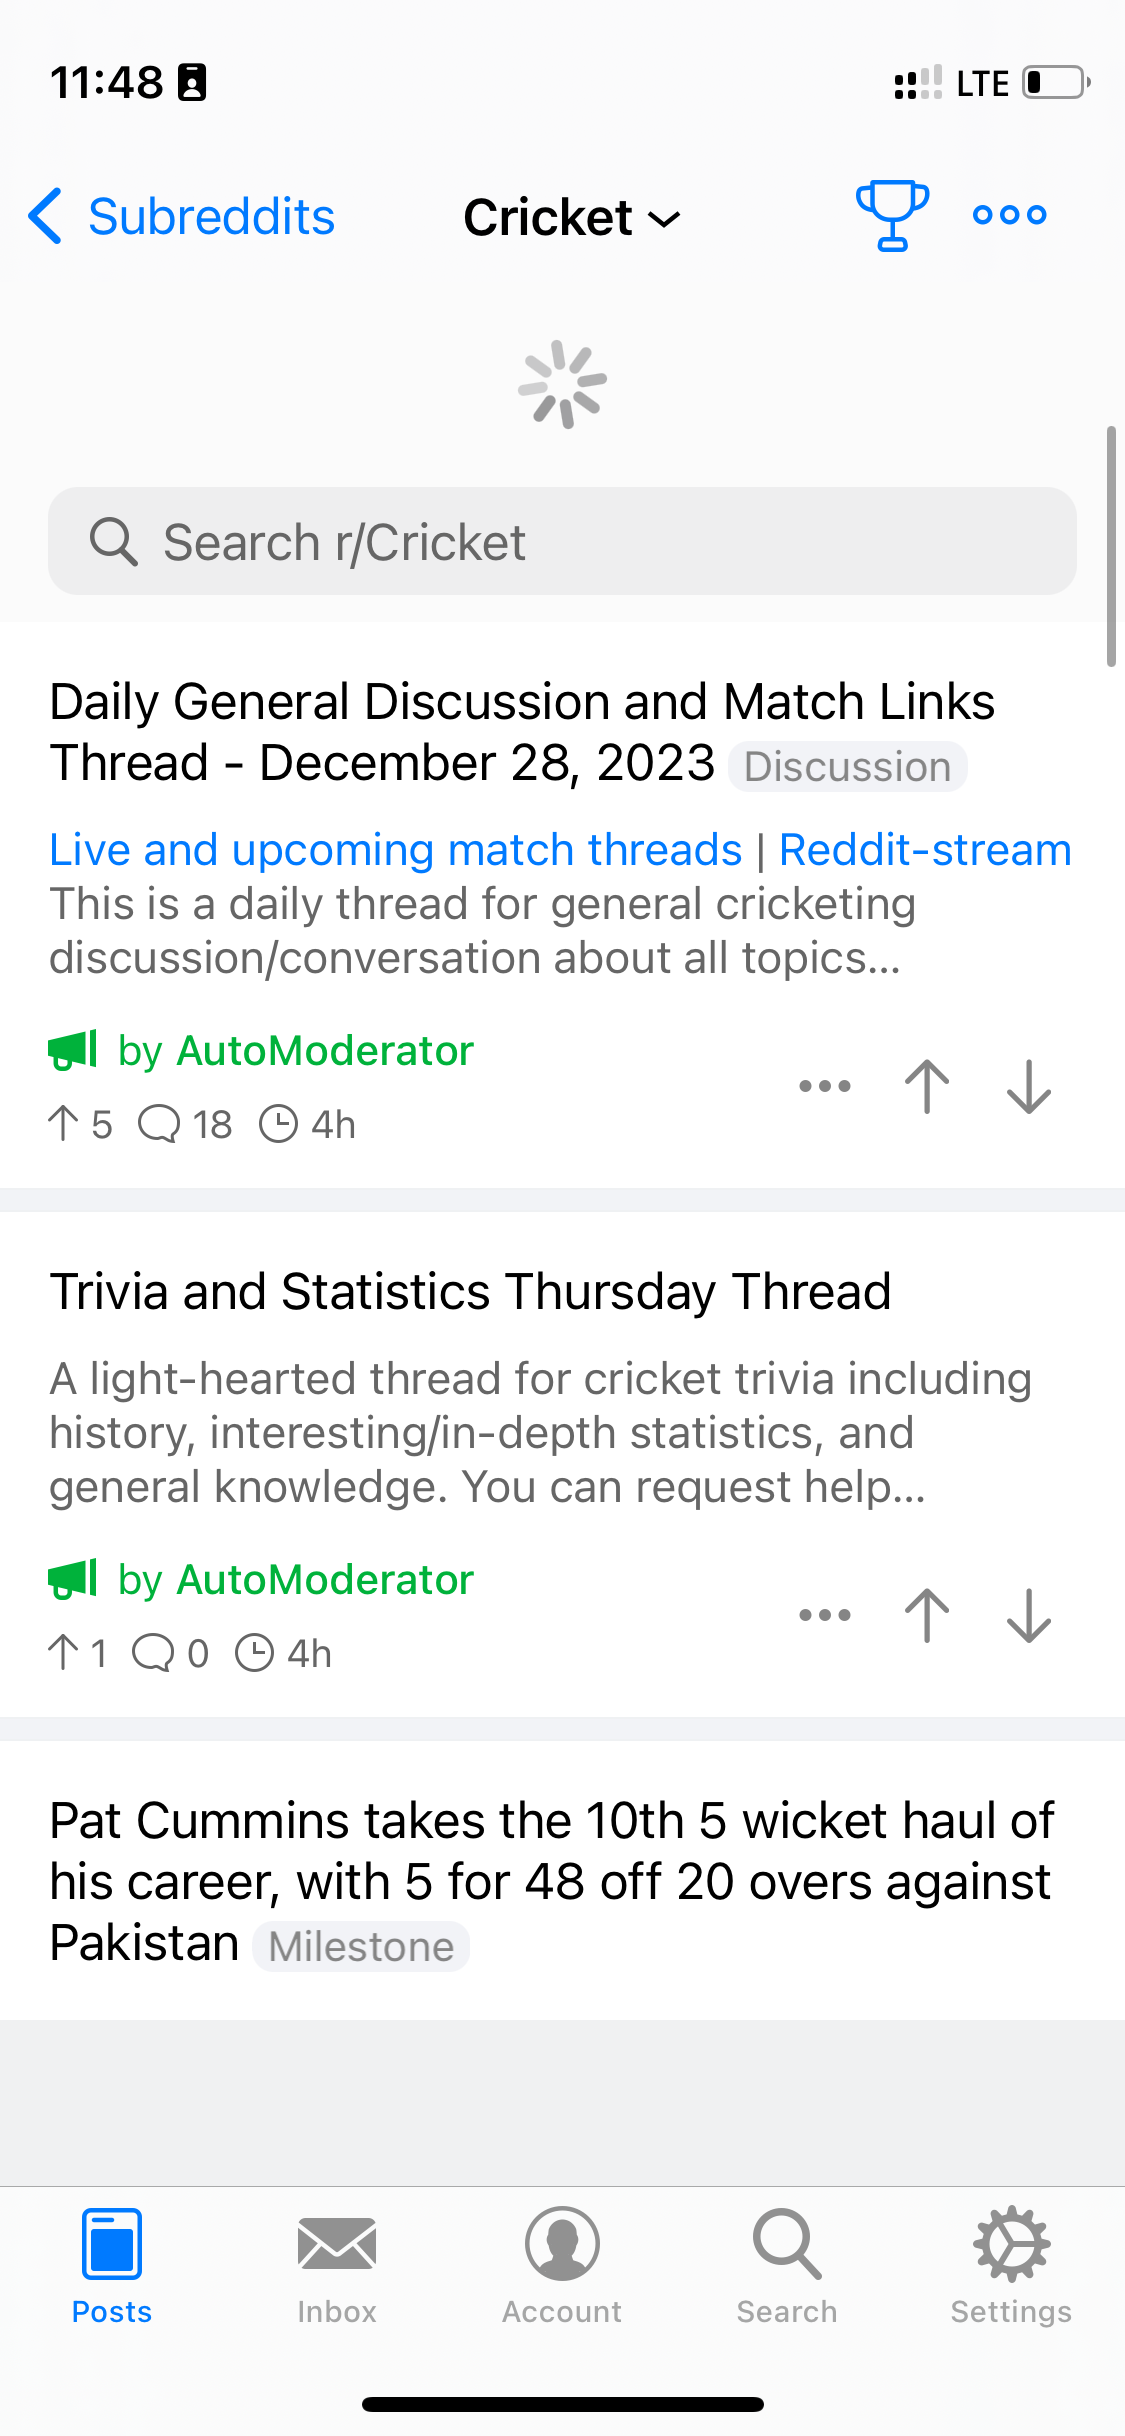 11:48
LTE
Subreddits
Cricket
Search r/Cricket
Daily General Discussion and Match Links
Thread - December 28, 2023 Discussion
Live and upcoming match threads | Reddit-stream
This is a daily thread for general cricketing
discussion/conversation about all topics...
by AutoModerator
5 18 4h
Trivia and Statistics Thursday Thread
A light-hearted thread for cricket trivia including
history, interesting/in-depth statistics, and
general knowledge. You can request help...
by AutoModerator
1 0 4h
Pat Cummins takes the 10th 5 wicket haul of
his career, with 5 for 48 off 20 overs against
Pakistan Milestone
Posts
Inbox
Account
Search
Settings